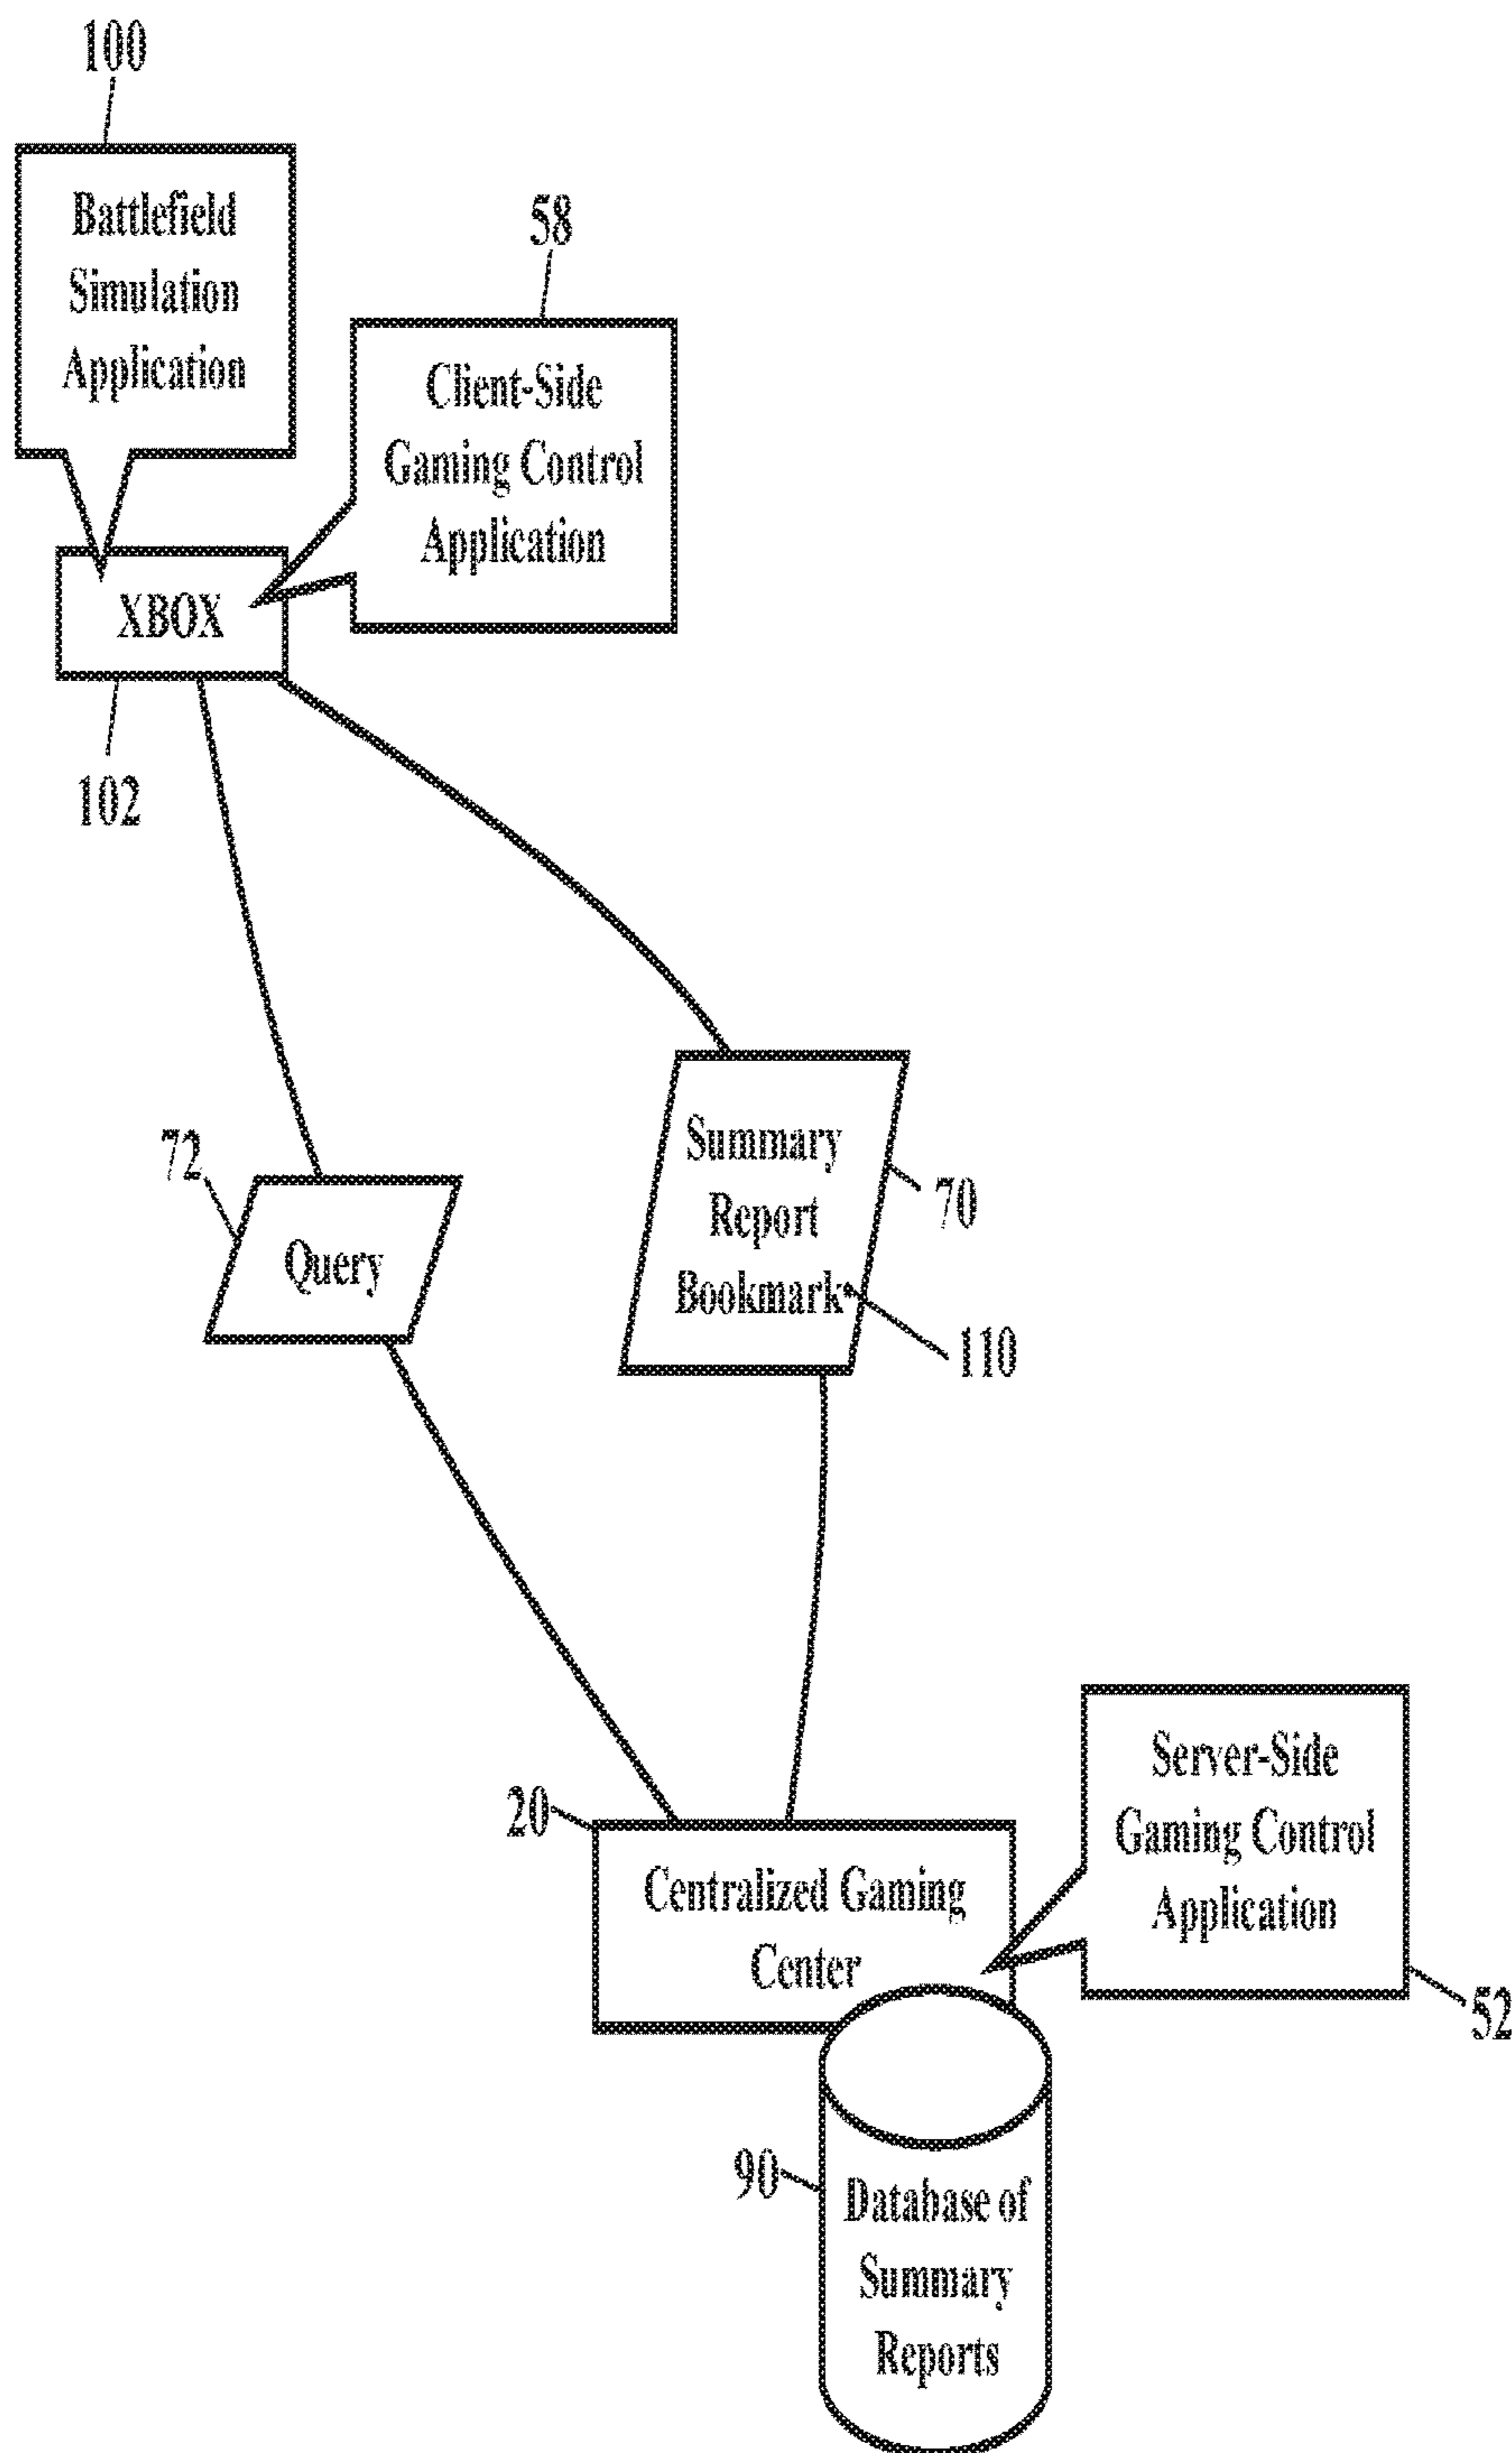 100
Battlefield
Simulation
Application
58
Client-Side
Gaming Control
Application
XBOX
102
72
Query
Summary
Report
Bookmark
70
110
20
Centralized Gaming
Center
Server-Side
Gaming Control
Application
52
90
Database of
Summary
Reports